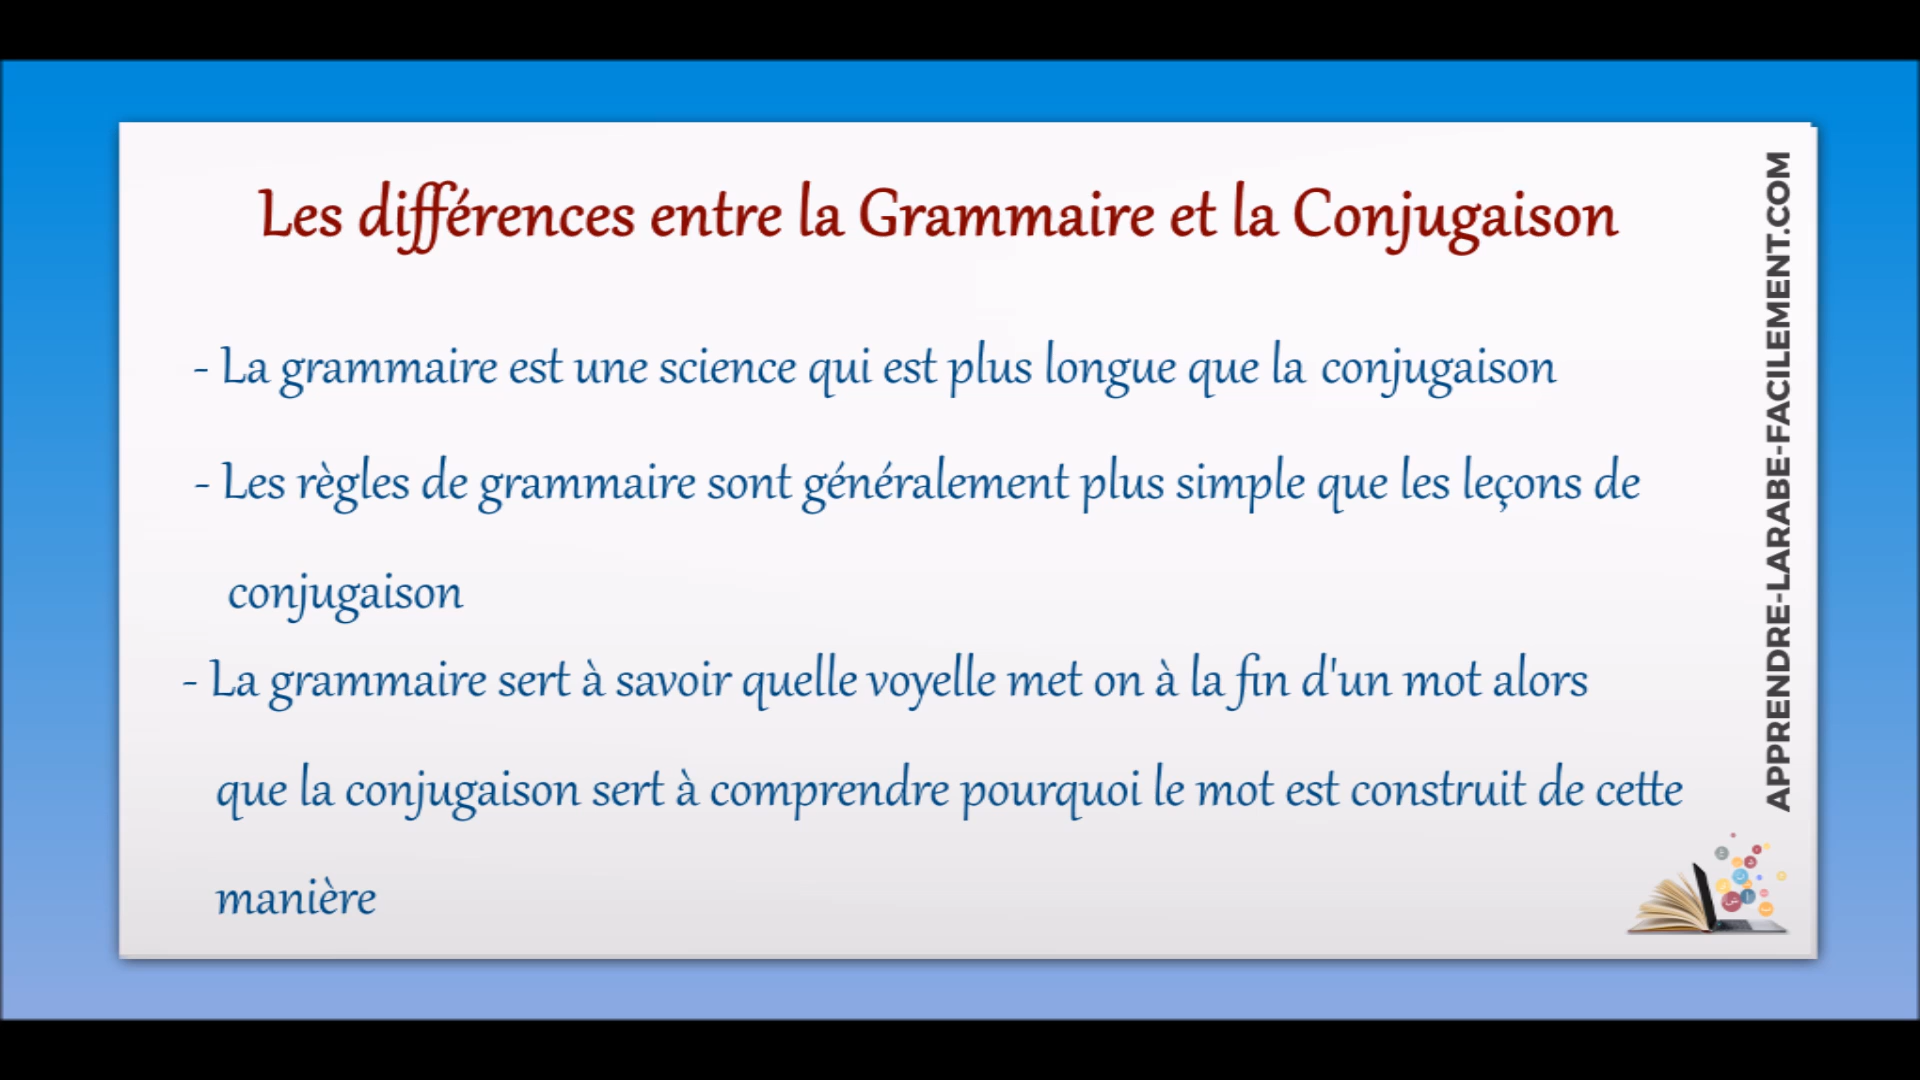 Les différences entre la Grammaire et la Conjugaison
- La grammaire est une science qui est plus longue que la conjugaison
- Les règles de grammaire sont généralement plus simple que les leçons de
conjugaison
- La grammaire sert à savoir quelle voyelle met on à la fin d'un mot alors
que la conjugaison sert à comprendre pourquoi le mot est construit de cette
manière
APPRENDRE-LARABE-FACILEMENT.COM